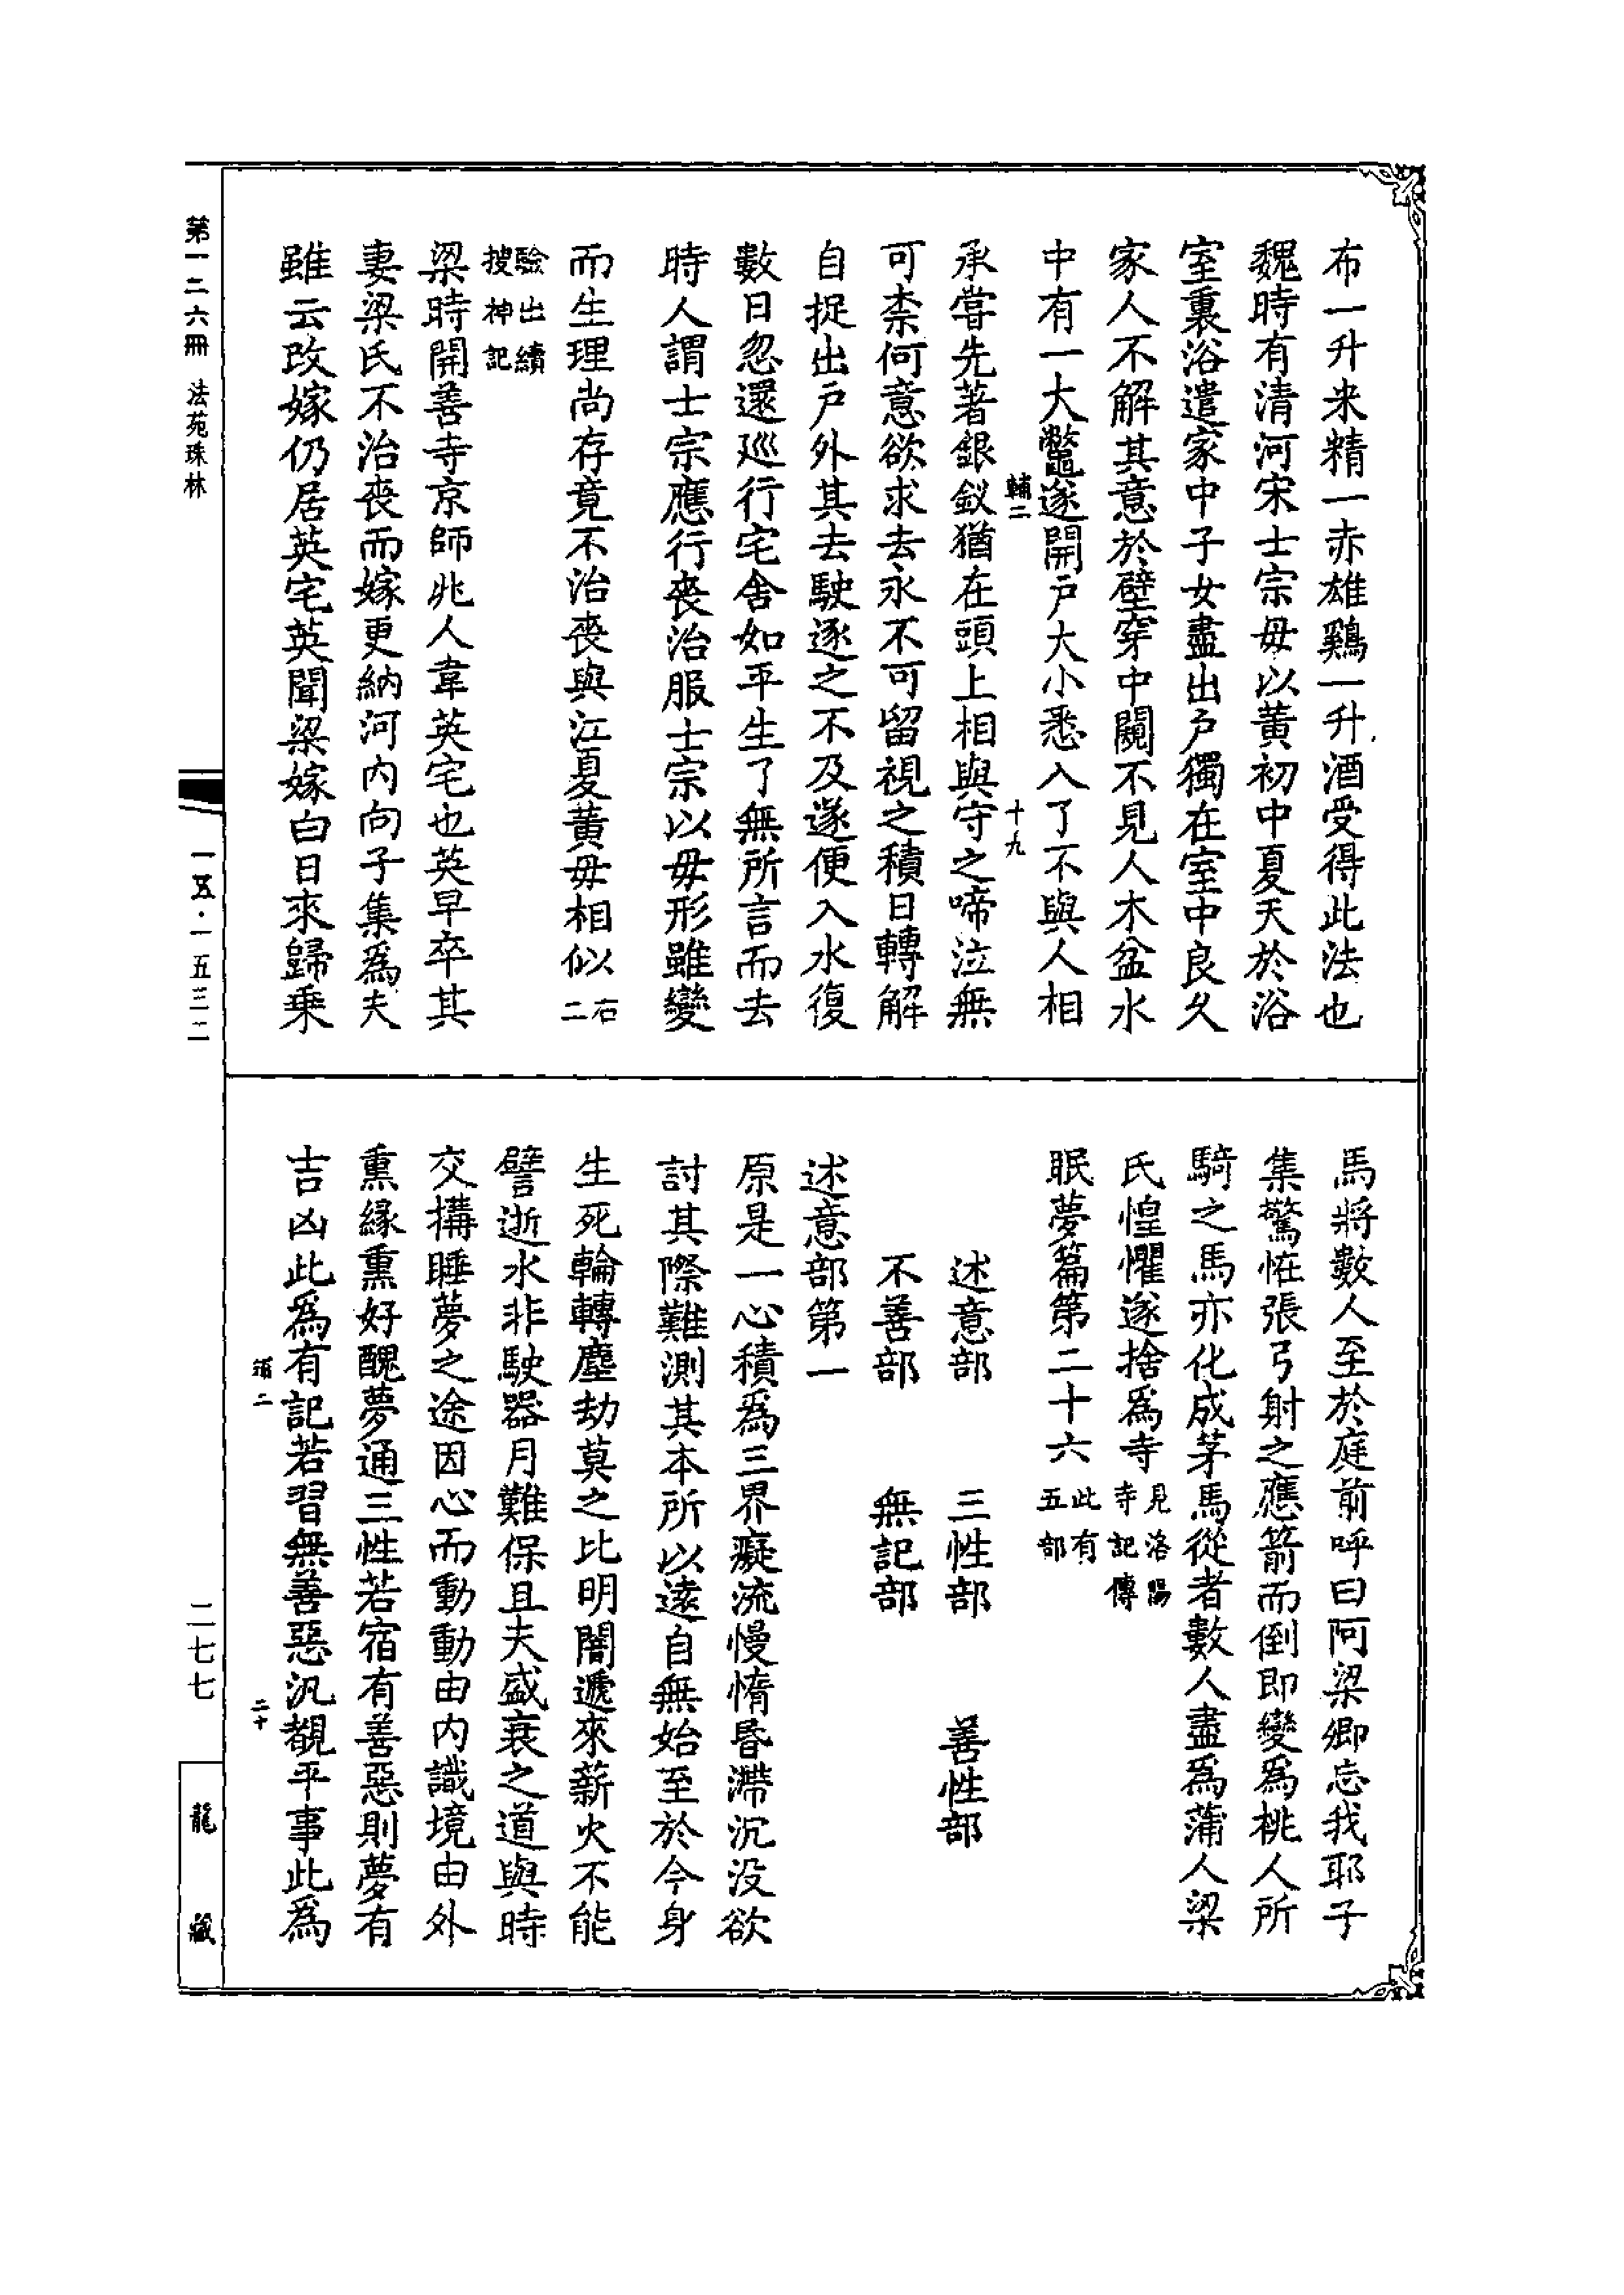 布一升米精一赤雄鷄一升酒受得此法也
魏時有清河宋士宗母以黃初中夏天於浴
室裏浴遣家中子女盡出戶獨在室中良久
家人不解其意於壁穿中闚不見人木盆水
中有一大鼈遂開戶大小悉入了不與人相
輔二
十九
承嘗先著銀釵猶在頭上相與守之啼泣無
可柰何意欲求去永不可留視之積日轉解
自捉出戶外其去駛逐之不及遂便入水復
數日忽還巡行宅舍如平生了無所言而去
時人謂士宗應行喪治服士宗以母形雖變
而生理尚存竟不治喪與江夏黃母相似右二
驗出續
搜神記
梁時開善寺京師兆人韋英宅也英早卒其
妻梁氏不治喪而嫁更納河內向子集爲夫
雖云改嫁仍居英宅英聞梁嫁白日來歸乗
馬將數人至於庭前呼曰阿梁卿忘我耶子
集驚恠張弓射之應箭而倒即變爲桃人所
騎之馬亦化成茅馬從者數人盡爲蒲人梁
氏惶懼遂捨爲寺見洛陽寺記傳
眠夢篇第二十六此有五部
述意部 三性部 善性部
不善部 無記部
述意部第一
原是一心積爲三界癡流慢惰昏滯沉没欲
討其際難測其本所以逺自無始至於今身
生死輪轉塵劫莫之比明闇遞來薪火不能
譬逝水非駛器月難保且夫盛衰之道與時
交搆睡夢之途因心而動動由內識境由外
熏緣熏好醜夢通三性若宿有善惡則夢有
吉凶此爲有記若習無善惡汎覩平事此爲
輔二
二十
第一二六冊 法苑珠林
一五·一五三二
二七七
龍藏